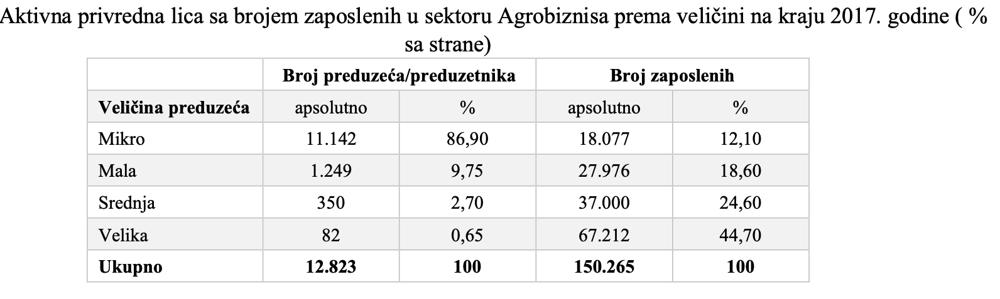 Aktivna privredna lica sa brojem zaposlenih u sektoru Agrobiznisa prema veličini na kraju 2017. godine ( %
sa strane)
Broj preduzeća/preduzetnika Broj zaposlenih
Veličina preduzeća apsolutno % apsolutno %
Mikro 11.142 86,90 18.077 12,10
Mala 1.249 9,75 27.976 18,60
Srednja 350 2,70 37.000 24,60
Velika 82 0,65 67.212 44,70
Ukupno 12.823 100 150.265 100